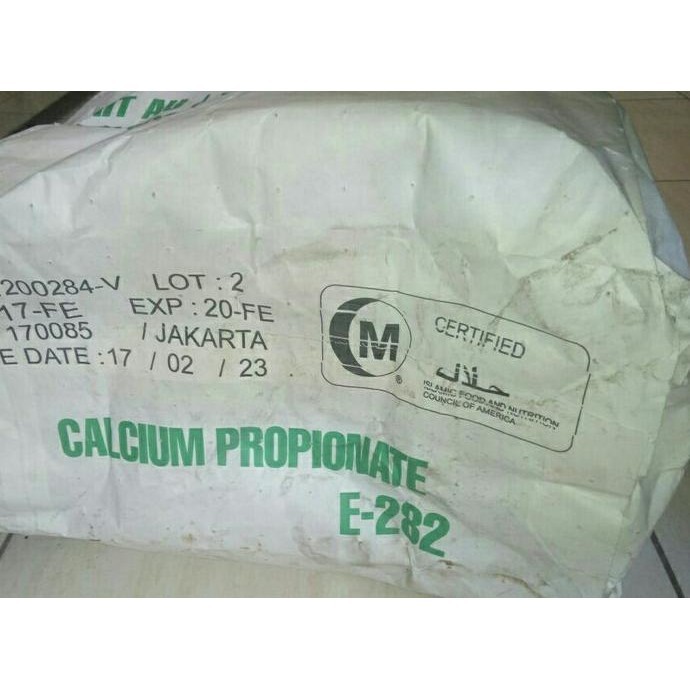 200284-V LOT : 2
17-FE EXP : 20-FE
170085 / JAKARTA
E DATE : 17 / 02 / 23
M
®
CERTIFIED
حلال
ISLAMIC FOOD AND NUTRITION
COUNCIL OF AMERICA
CALCIUM PROPIONATE
E-282